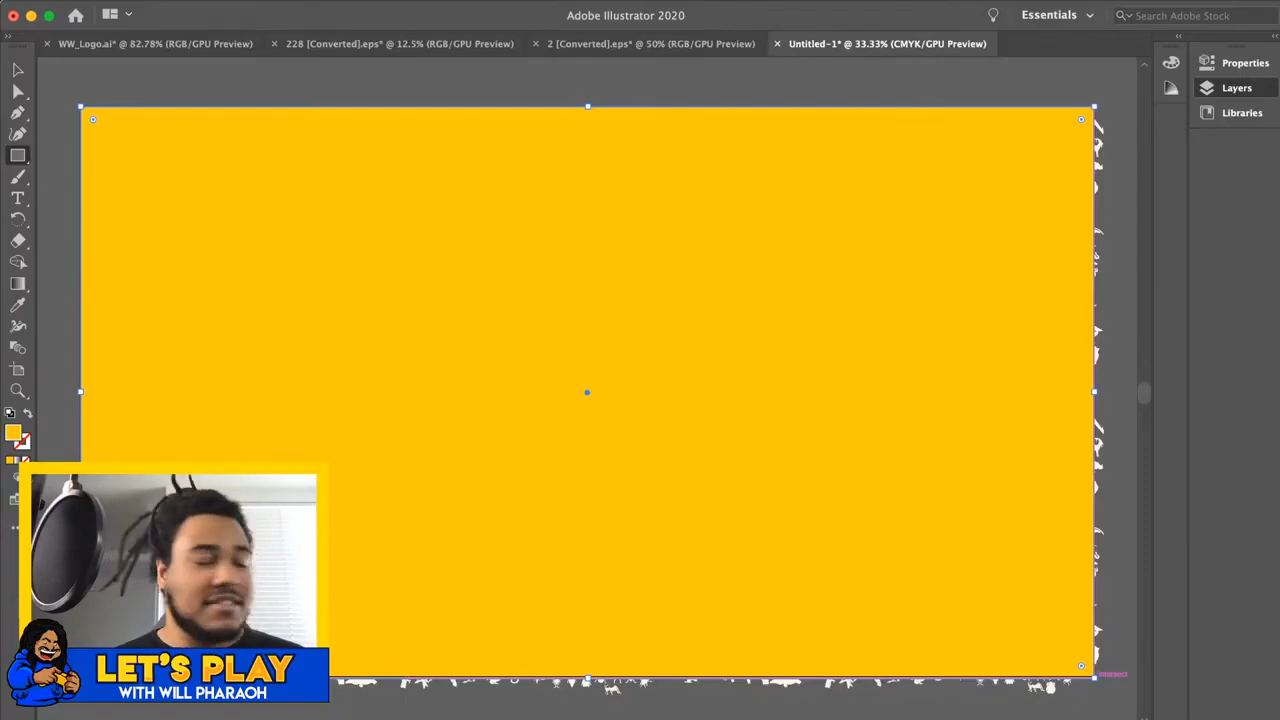 Adobe Illustrator 2020
Essentials
Search Adobe Stock
WW_Logo.ai* @ 82.78% (RGB/GPU Preview)
228 [Converted].eps* @ 12.5% (RGB/GPU Preview)
2 [Converted].eps* @ 50% (RGB/GPU Preview)
Untitled-1* @ 33.33% (CMYK/GPU Preview)
Properties
Layers
Libraries
intersect
LET'S PLAY
WITH WILL PHARAOH